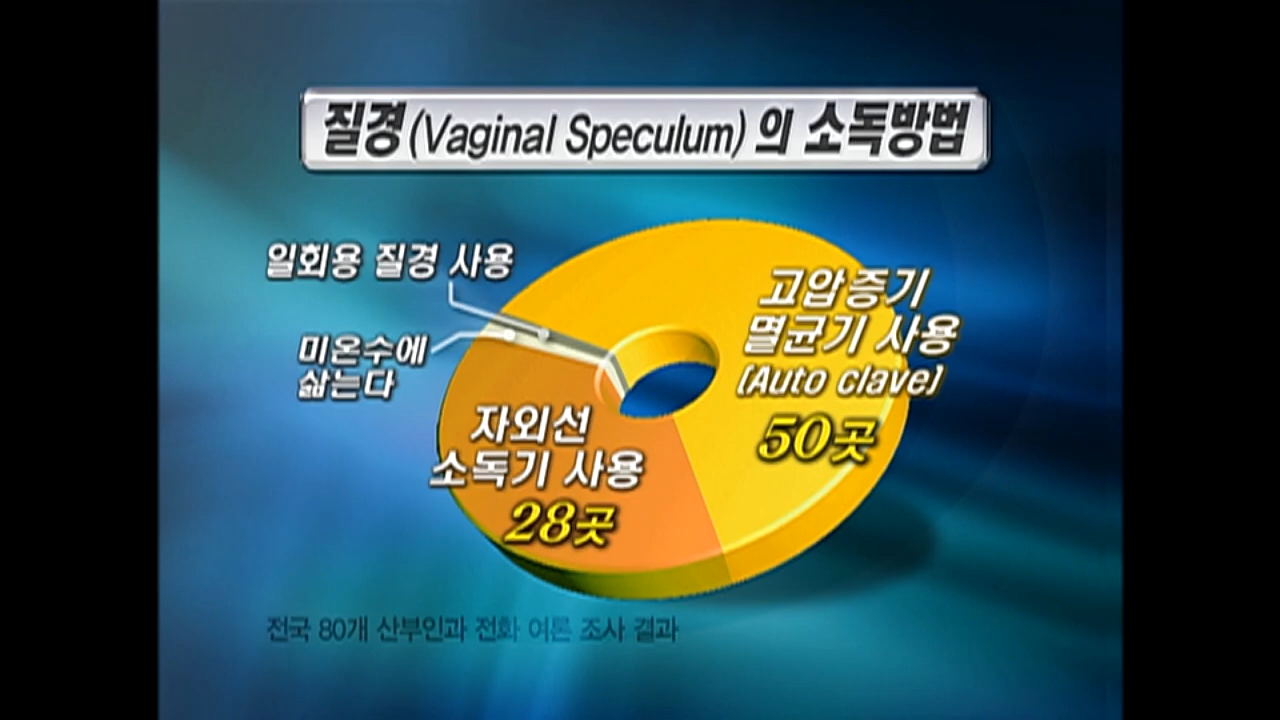 질경(Vaginal Speculum)의 소독방법
일회용 질경 사용
미온수에
삶는다
고압증기
멸균기 사용
(Auto clave)
50곳
자외선
소독기 사용
28곳
전국 80개 산부인과 전화 여론 조사 결과